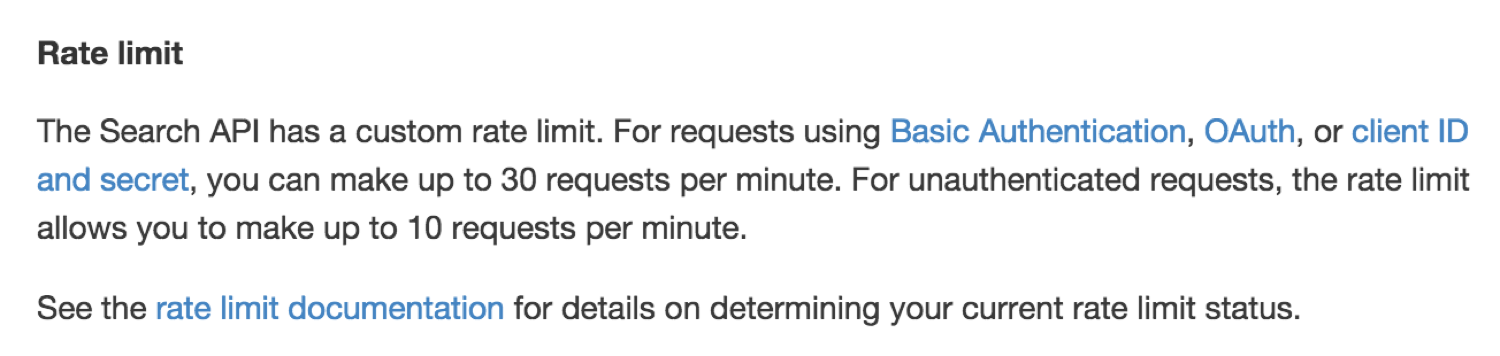 Rate limit
The Search API has a custom rate limit. For requests using Basic Authentication, OAuth, or client ID
and secret, you can make up to 30 requests per minute. For unauthenticated requests, the rate limit
allows you to make up to 10 requests per minute.
See the rate limit documentation for details on determining your current rate limit status.